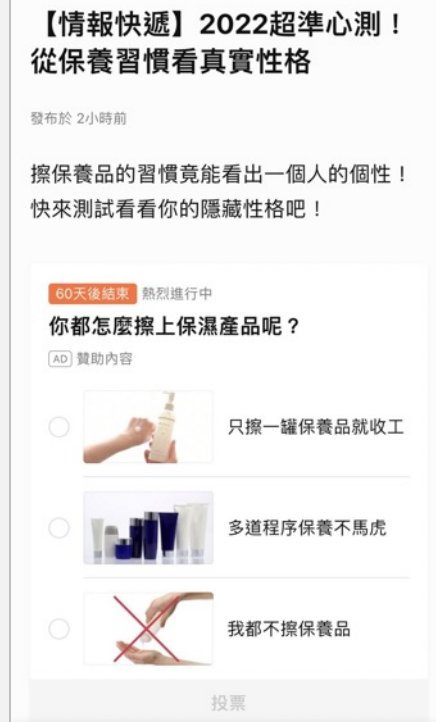 【情報快遞】2022超準心測！
從保養習慣看真實性格
發布於 2小時前
擦保養品的習慣竟能看出一個人的個性！
快來測試看看你的隱藏性格吧！
60天後結束 熱烈進行中
你都怎麼擦上保濕產品呢？
AD 贊助內容
只擦一罐保養品就收工
多道程序保養不馬虎
我都不擦保養品
投票